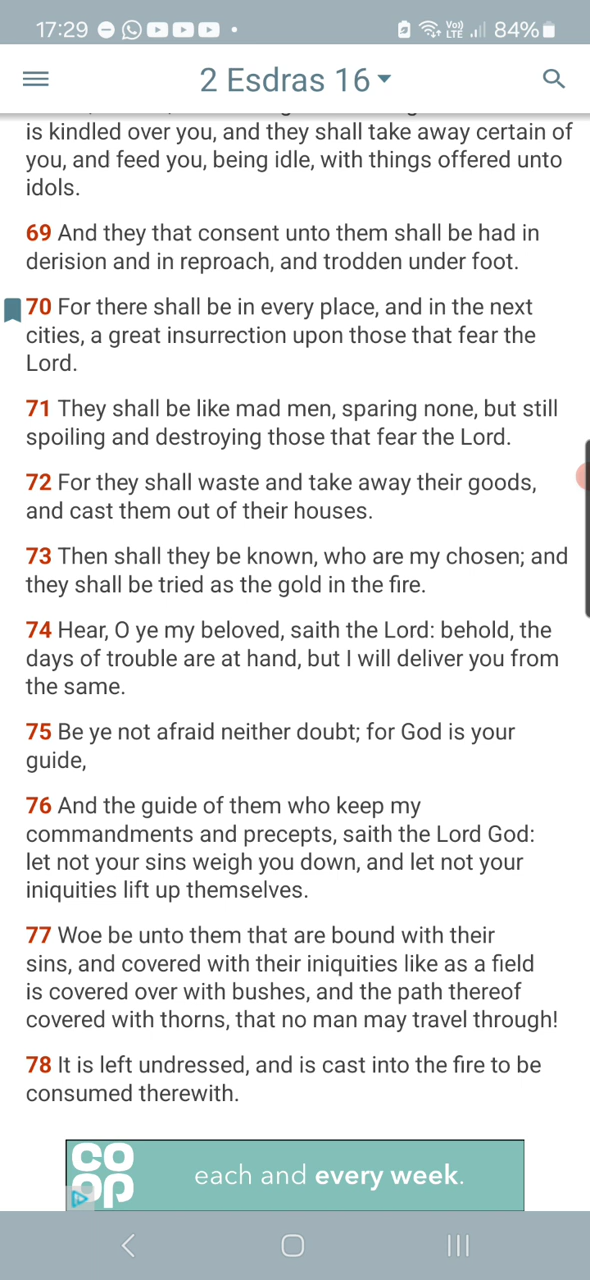 17:29
Vo))
LTE
84%
2 Esdras 16
is kindled over you, and they shall take away certain of
you, and feed you, being idle, with things offered unto
idols.
69 And they that consent unto them shall be had in
derision and in reproach, and trodden under foot.
70 For there shall be in every place, and in the next
cities, a great insurrection upon those that fear the
Lord.
71 They shall be like mad men, sparing none, but still
spoiling and destroying those that fear the Lord.
72 For they shall waste and take away their goods,
and cast them out of their houses.
73 Then shall they be known, who are my chosen; and
they shall be tried as the gold in the fire.
74 Hear, O ye my beloved, saith the Lord: behold, the
days of trouble are at hand, but I will deliver you from
the same.
75 Be ye not afraid neither doubt; for God is your
guide,
76 And the guide of them who keep my
commandments and precepts, saith the Lord God:
let not your sins weigh you down, and let not your
iniquities lift up themselves.
77 Woe be unto them that are bound with their
sins, and covered with their iniquities like as a field
is covered over with bushes, and the path thereof
covered with thorns, that no man may travel through!
78 It is left undressed, and is cast into the fire to be
consumed therewith.
CO
OP
each and every week.